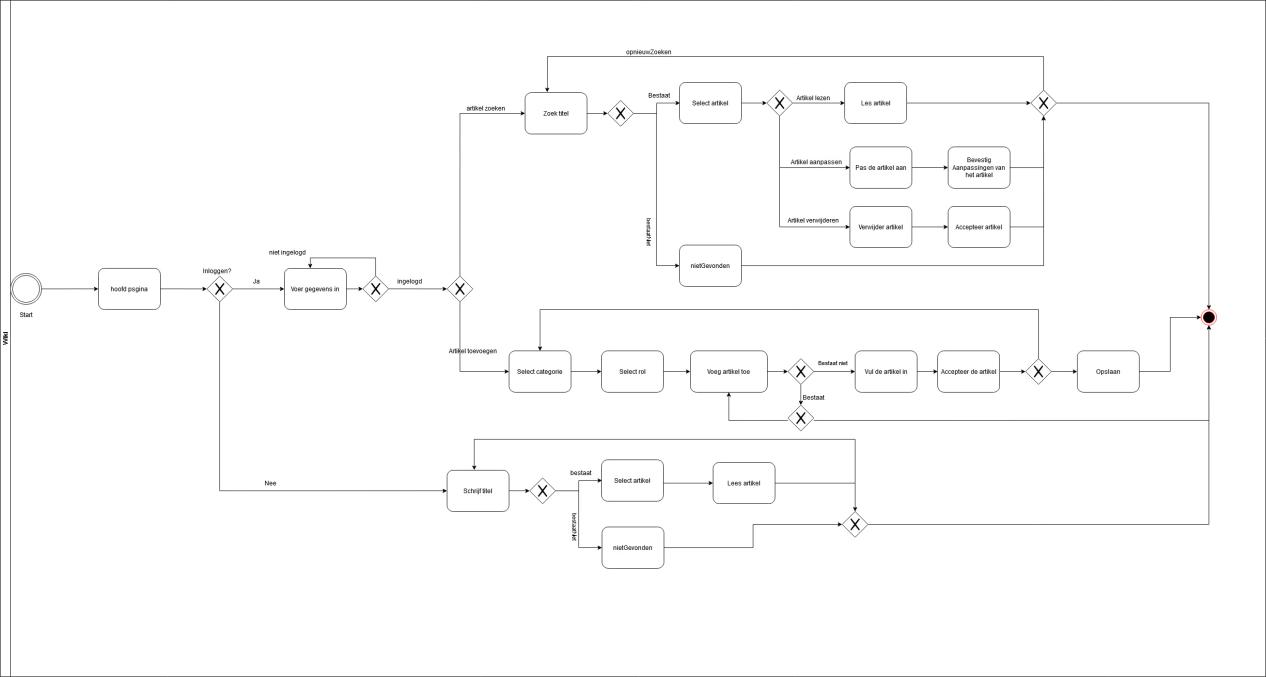 opnieuwZoeken
artikel zoeken
Zoek titel
Bestaat
Select artikel
Artikel lezen
Les artikel
Artikel aanpassen
Pas de artikel aan
Bevestig
Aanpassingen van
het artikel
Artikel verwijderen
Verwijder artikel
Accepteer artikel
bestaatNiet
nietGevonden
niet ingelogd
Inloggen?
hoofd psgina
Ja
Voer gegevens in
ingelogd
Start
Wiki
Artikel toevoegen
Select categorie
Select rol
Voeg artikel toe
Bestaat niet
Vul de artikel in
Accepteer de artikel
Opslaan
Bestaat
Nee
Schrijf titel
bestaat
Select artikel
Lees artikel
bestaatNiet
nietGevonden